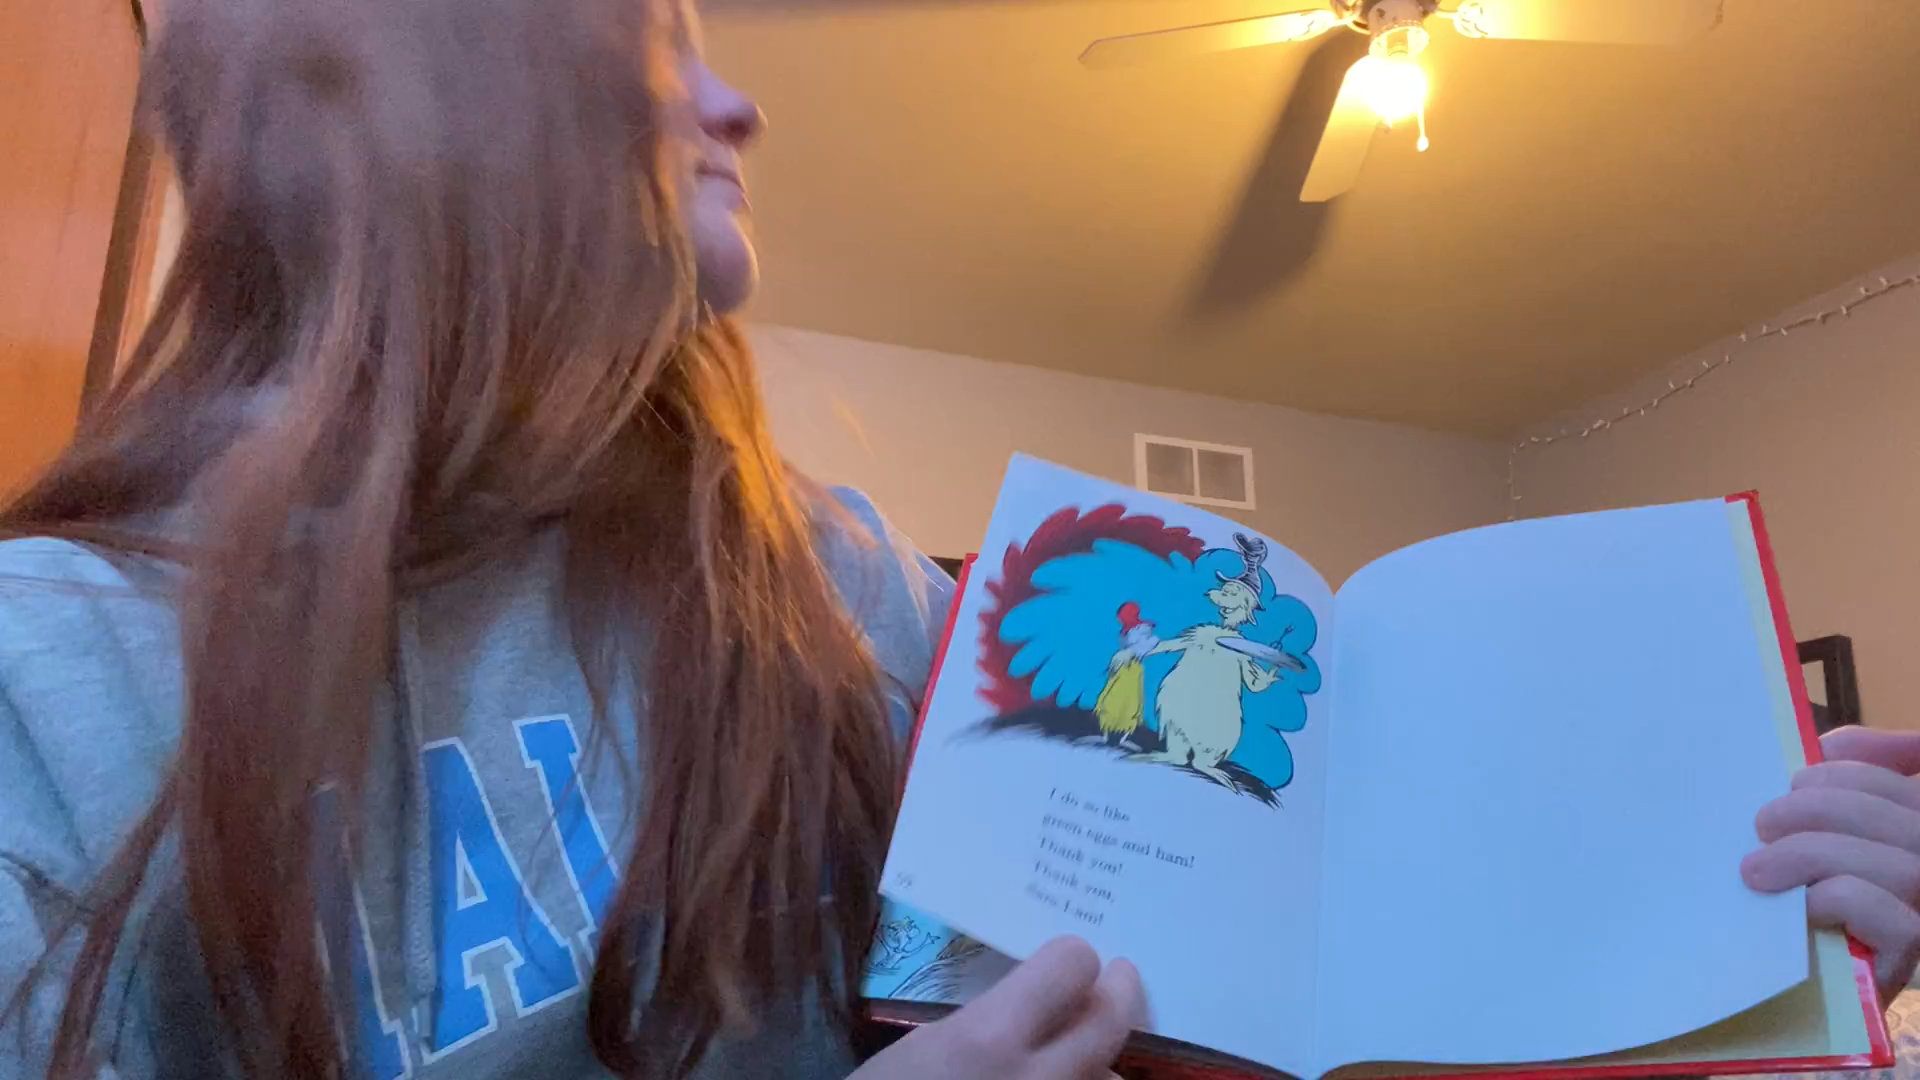 I do so like
green eggs and ham!
Thank you!
Thank you,
Sam-I-am!